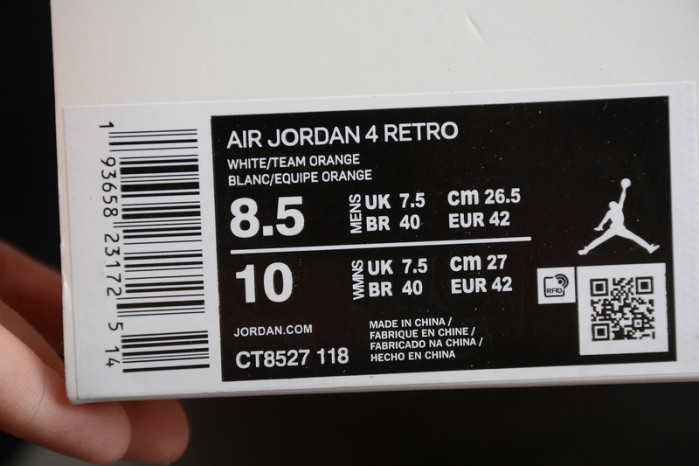 AIR JORDAN 4 RETRO
WHITE/TEAM ORANGE
BLANC/EQUIPE ORANGE
8.5 MENS UK 7.5 cm 26.5
BR 40 EUR 42
10 WMNS UK 7.5 cm 27
BR 40 EUR 42
RFID
JORDAN.COM
CT8527 118
MADE IN CHINA /
FABRIQUE EN CHINE /
FABRICADO NA CHINA /
HECHO EN CHINA
1 93658 23172 5 14